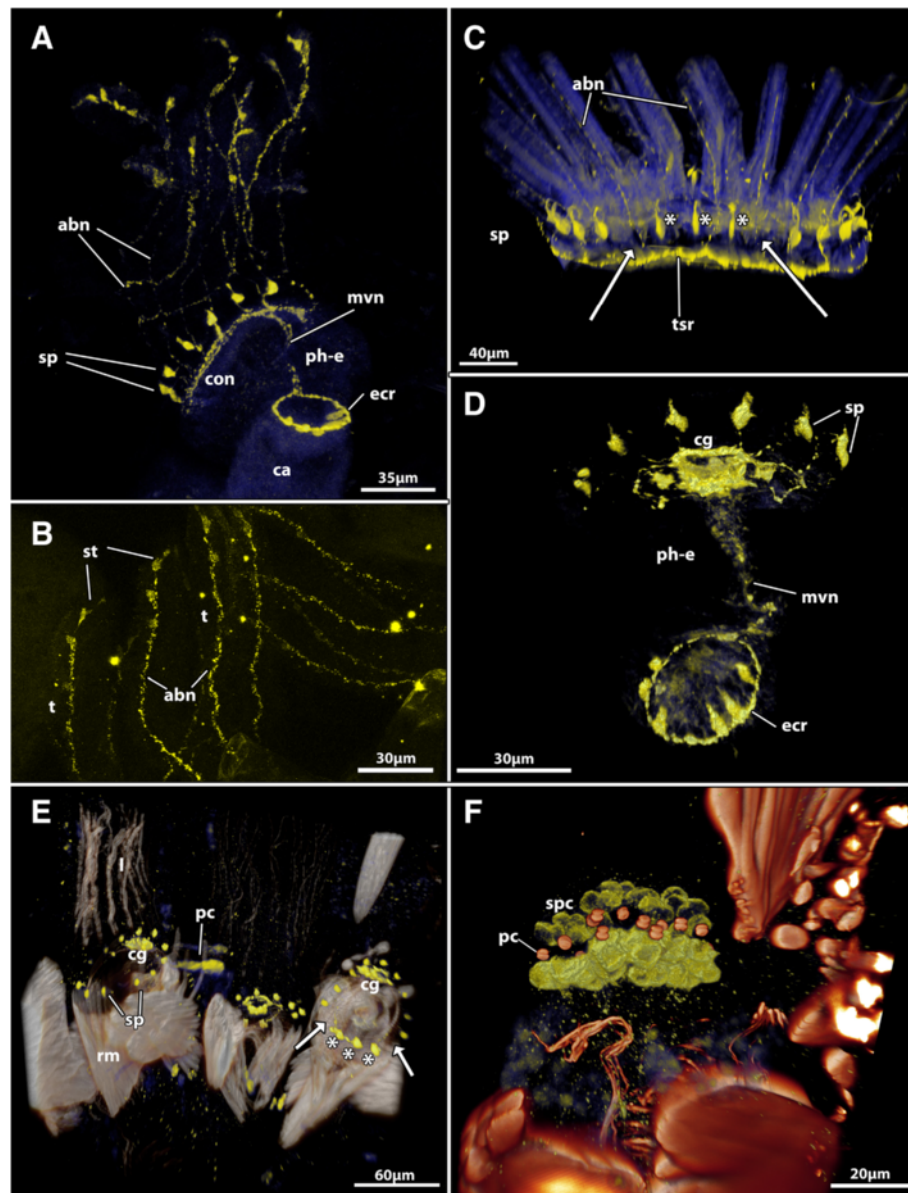 A
abn
mvn
sp
con
ph-e
ecr
ca
35µm
B
st
t
t
abn
30µm
C
abn
* * *
sp
tsr
40µm
D
sp
cg
ph-e
mvn
ecr
30µm
E
l
pc
cg
cg
sp
rm
* * *
60µm
F
spc
pc
20µm